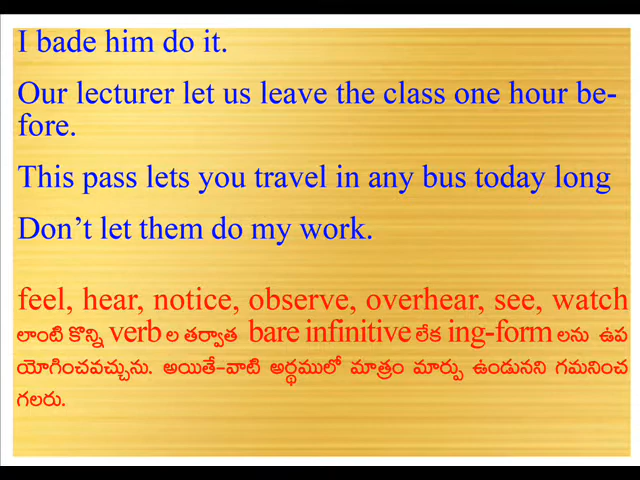 I bade him do it.
Our lecturer let us leave the class one hour be-
fore.
This pass lets you travel in any bus today long
Don’t let them do my work.
feel, hear, notice, observe, overhear, see, watch
లాంటి కొన్ని verb ల తర్వాత bare infinitive లేక ing-form లను ఉప
యోగించవచ్చును. అయితే–వాటి అర్థములో మాత్రం మార్పు ఉండునని గమనించ
గలరు.